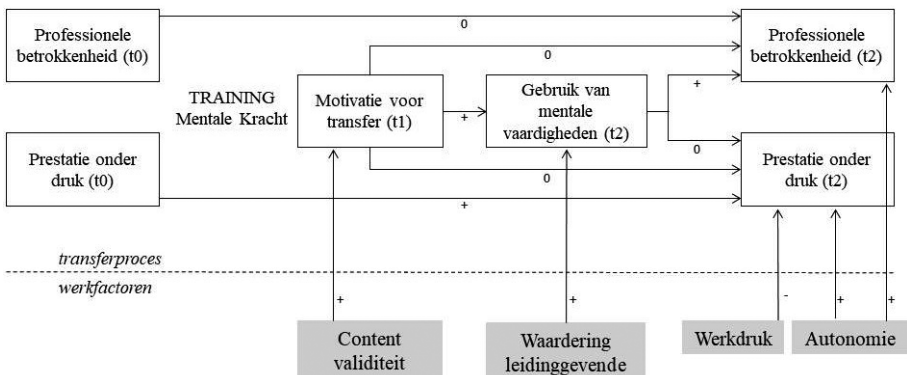 Professionele
betrokkenheid (t0)
0
Professionele
betrokkenheid (t2)
0
TRAINING
Mentale Kracht
Motivatie voor
transfer (t1)
+
Gebruik van
mentale
vaardigheden (t2)
+
0
Prestatie onder
druk (t0)
Prestatie onder
druk (t2)
0
+
transferproces
werkfactoren
+
+
-
+
+
Content
validiteit
Waardering
leidinggevende
Werkdruk
Autonomie